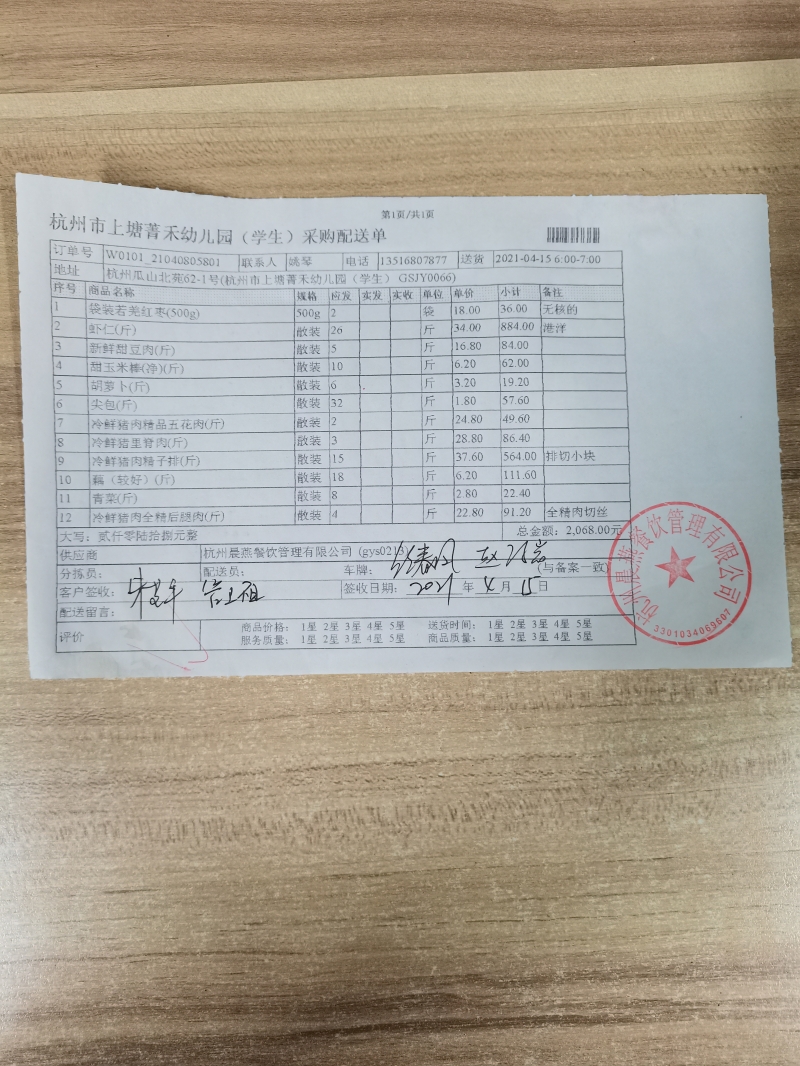 第1页/共1页
杭州市上塘菁禾幼儿园（学生）采购配送单
订单号 W0101_21040805801 联系人 姚琴 电话 13516807877 送货 2021-04-15 6:00-7:00
地址 杭州瓜山北苑62-1号(杭州市上塘菁禾幼儿园（学生） GSJY0066)
序号 商品名称 规格 应发 实发 实收 单位 单价 小计 备注
1 袋装若羌红枣(500g) 500g 2 袋 18.00 36.00 无核的
2 虾仁(斤) 散装 26 斤 34.00 884.00 港洋
3 新鲜甜豆肉(斤) 散装 5 斤 16.80 84.00
4 甜玉米棒(净)(斤) 散装 10 斤 6.20 62.00
5 胡萝卜(斤) 散装 6 斤 3.20 19.20
6 尖包(斤) 散装 32 斤 1.80 57.60
7 冷鲜猪肉精品五花肉(斤) 散装 2 斤 24.80 49.60
8 冷鲜猪里脊肉(斤) 散装 3 斤 28.80 86.40
9 冷鲜猪肉精子排(斤) 散装 15 斤 37.60 564.00 排切小块
10 藕（较好）(斤) 散装 18 斤 6.20 111.60
11 青菜(斤) 散装 8 斤 2.80 22.40
12 冷鲜猪肉全精后腿肉(斤) 散装 4 斤 22.80 91.20 全精肉切丝
大写：贰仟零陆拾捌元整 总金额：2,068.00元
供应商 杭州晨燕餐饮管理有限公司 (gys0213)
分拣员： 配送员： 车牌： (与备案一致)
客户签收： 签收日期： 2021 年 4 月 15 日
配送留言：
评价 商品价格： 1星 2星 3星 4星 5星 送货时间： 1星 2星 3星 4星 5星
服务质量： 1星 2星 3星 4星 5星 商品质量： 1星 2星 3星 4星 5星
杭州晨燕餐饮管理有限公司
3301034069607